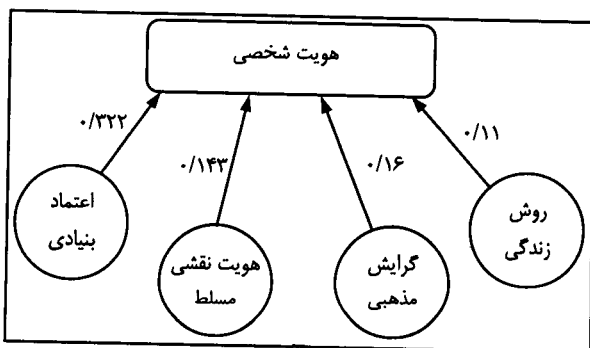 هویت شخصی
۰/۳۲۲
۰/۱۴۳
۰/۱۶
۰/۱۱
اعتماد
بنیادی
هویت نقشی
مسلط
گرایش
مذهبی
روش
زندگی